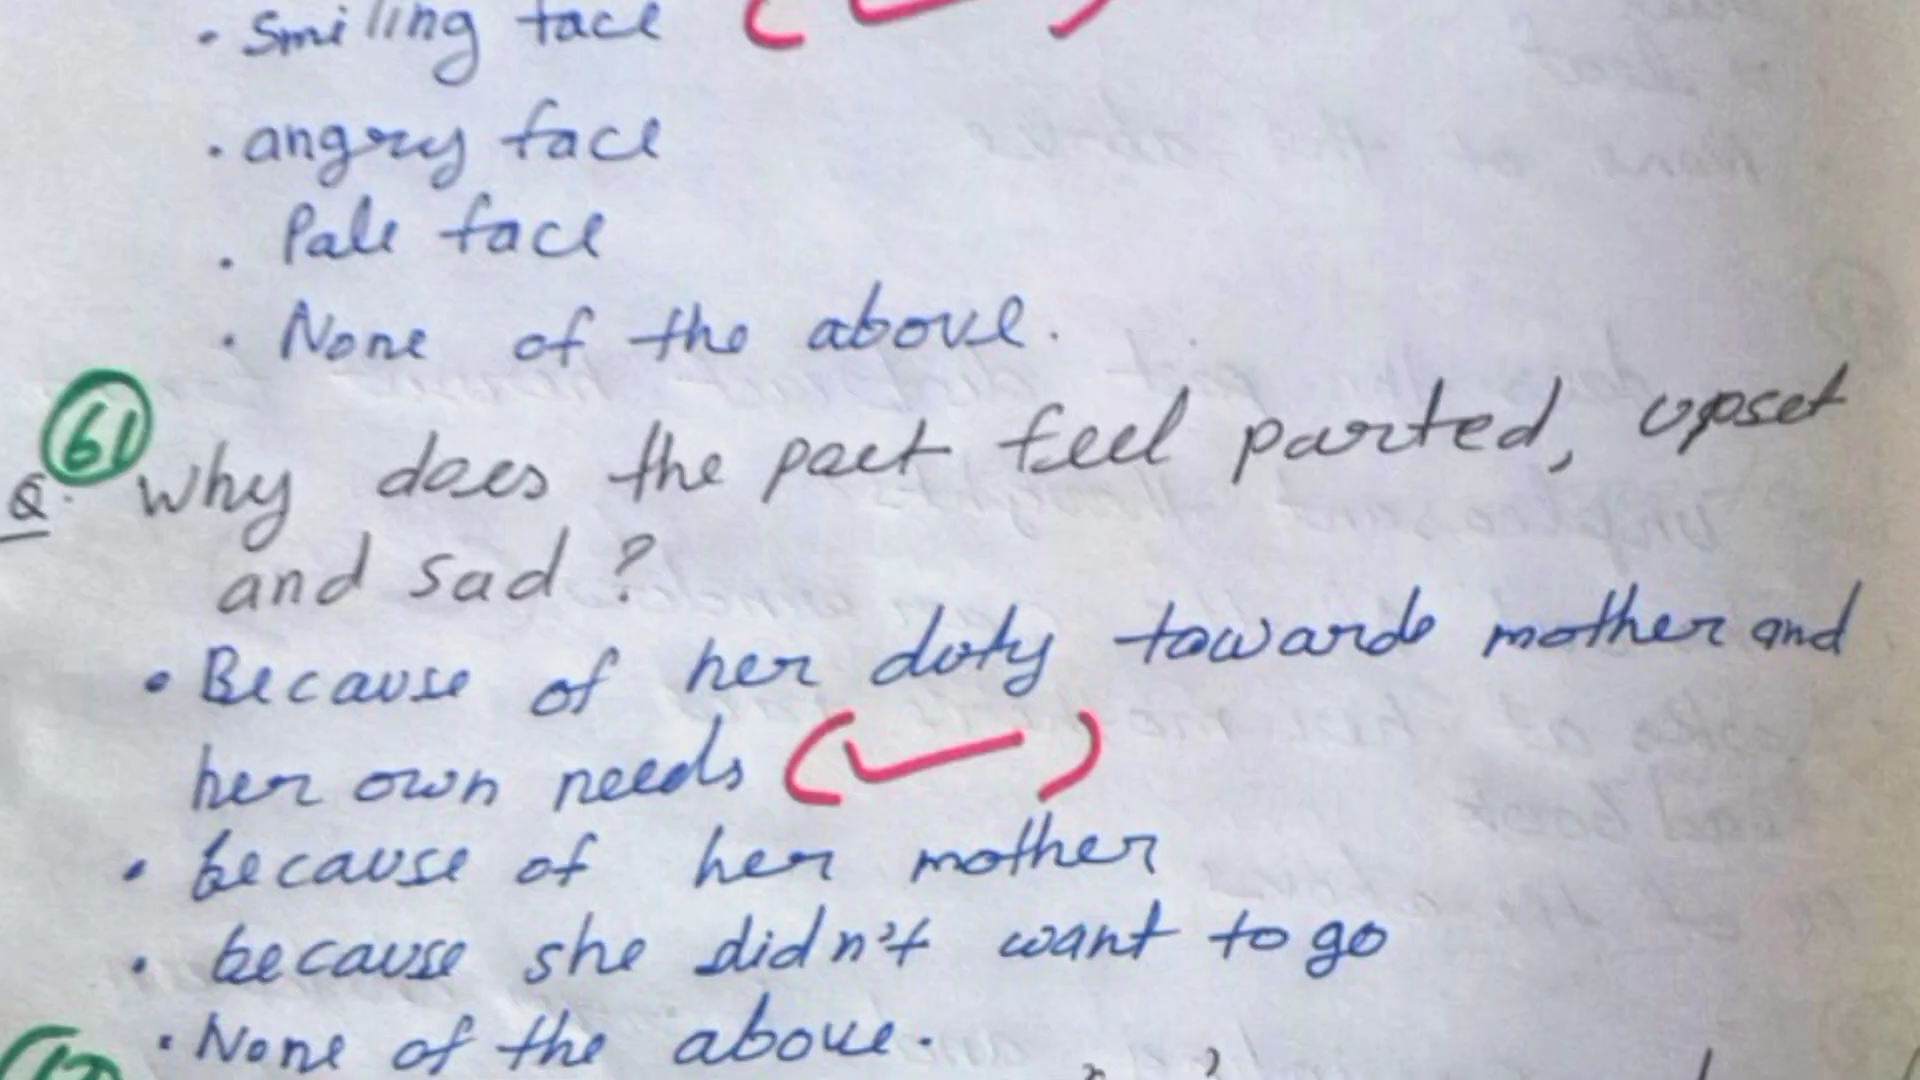 • Smiling face
• angry face
• Pale face
• None of the above.
61
Q. Why does the poet feel parted, upset
and sad?
• Because of her duty towards mother and
her own needs (✓)
• because of her mother
• because she didn't want to go
• None of the above.